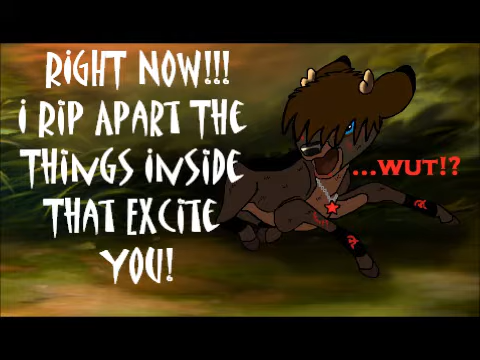 RIGHT NOW!!!
i RIP APART THE
THINGS INSIDE
THAT EXCITE
YOU!
...WUT!?